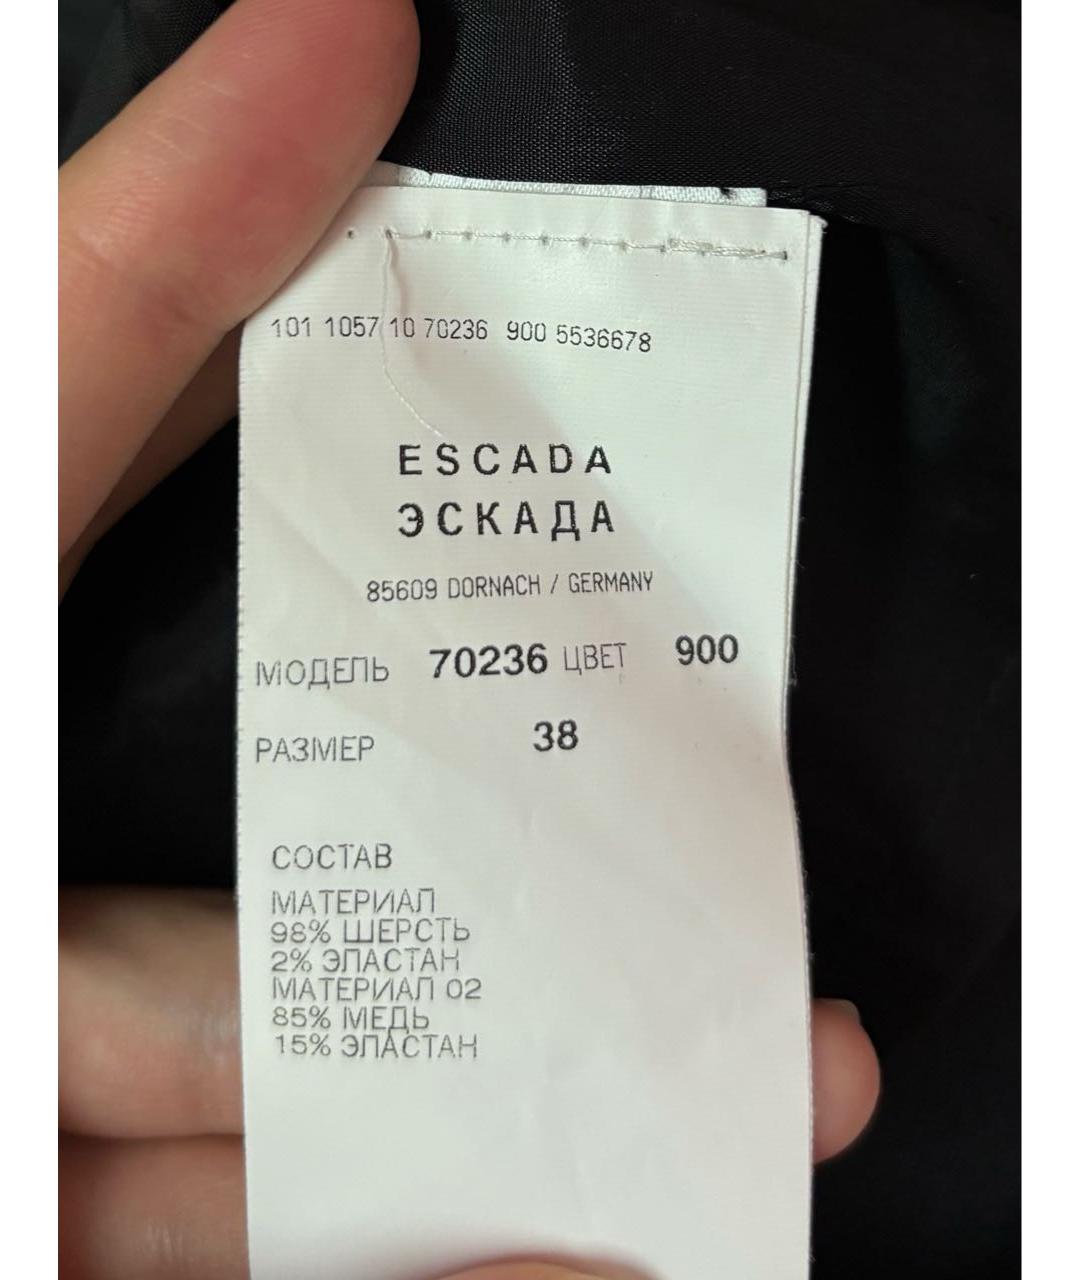 101 1057 10 70236 900 5536678
ESCADA
ЭСКАДА
85609 DORNACH / GERMANY
МОДЕЛЬ 70236 ЦВЕТ 900
РАЗМЕР 38
СОСТАВ
МАТЕРИАЛ
98% ШЕРСТЬ
2% ЭЛАСТАН
МАТЕРИАЛ 02
85% МЕДЬ
15% ЭЛАСТАН